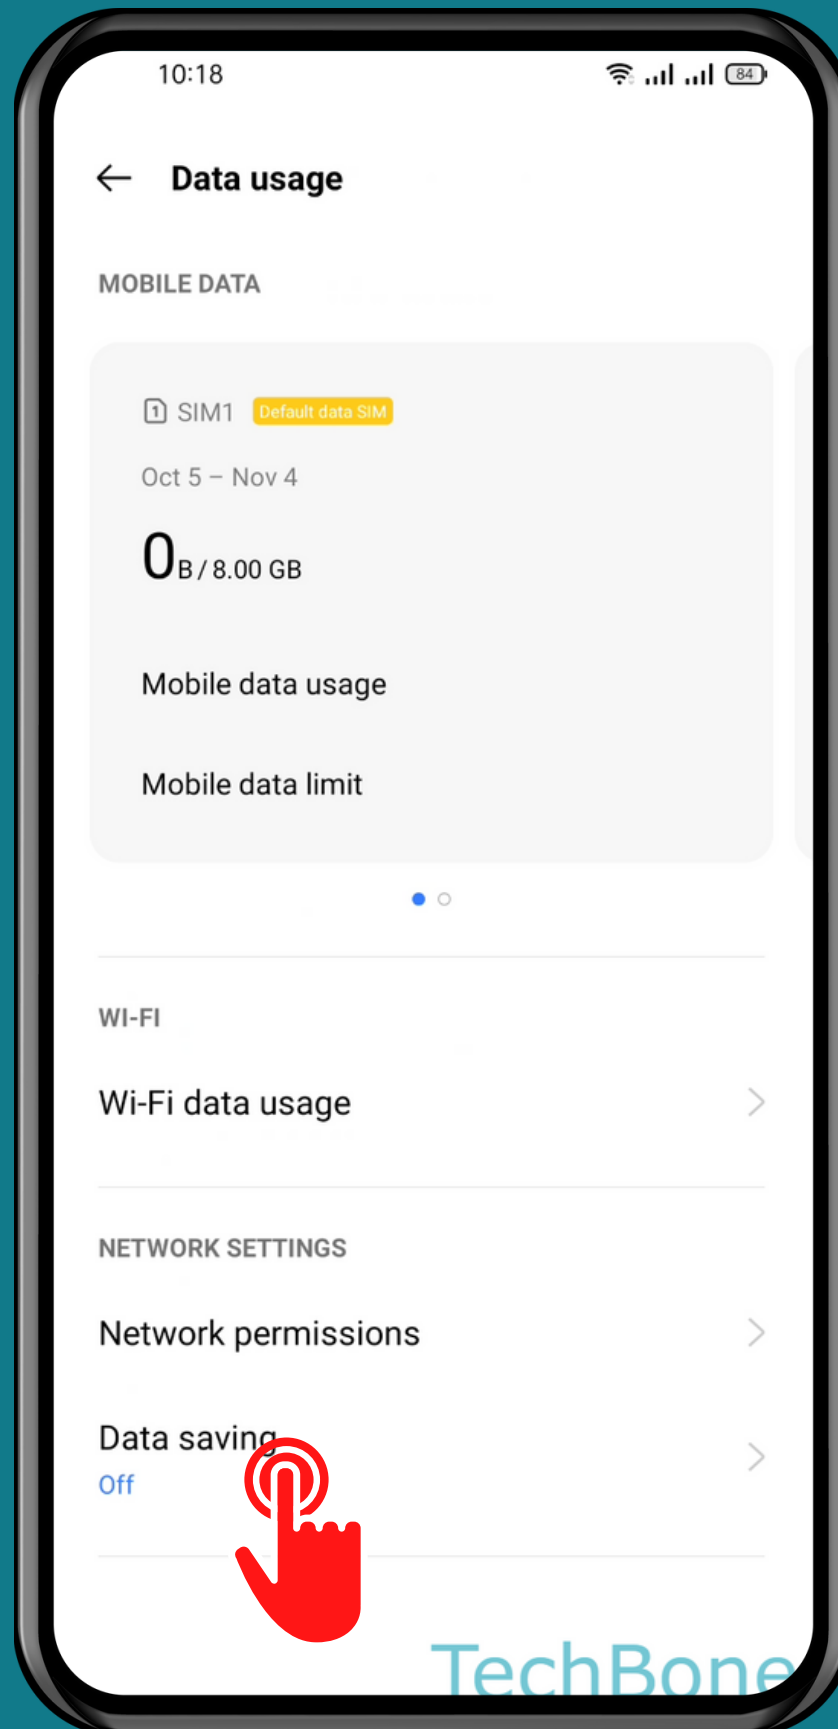 10:18
84
Data usage
MOBILE DATA
1 SIM1 Default data SIM
Oct 5 – Nov 4
0 B / 8.00 GB
Mobile data usage
Mobile data limit
WI-FI
Wi-Fi data usage
NETWORK SETTINGS
Network permissions
Data saving
Off
TechBone